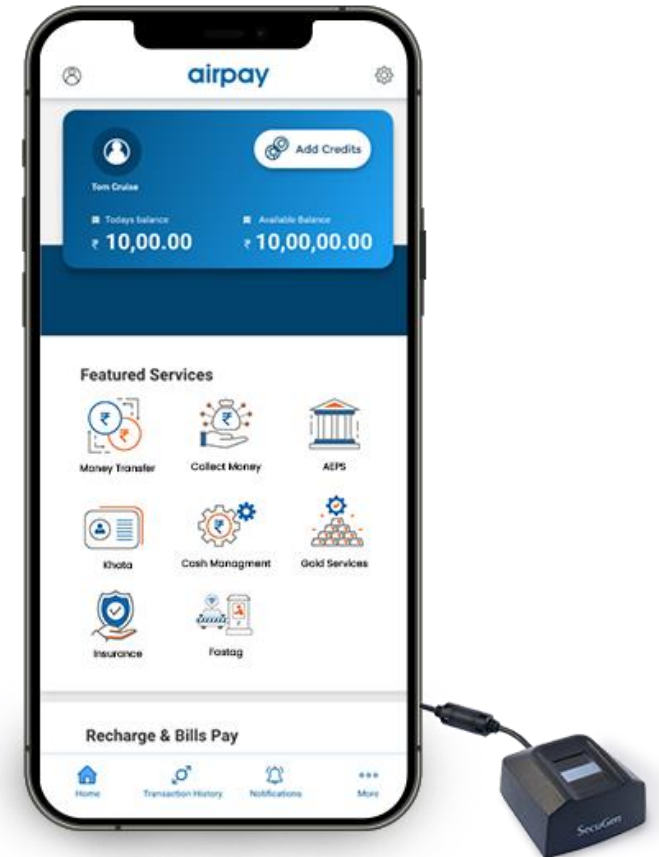 airpay
Add Credits
Tom Cruise
Todays balance
Available Balance
₹ 10,00.00
₹ 10,00,00.00
Featured Services
Money Transfer
Collect Money
AEPS
Khata
Cash Managment
Gold Services
Insurance
Fastag
Recharge & Bills Pay
Home
Transaction History
Notifications
More
SecuGen